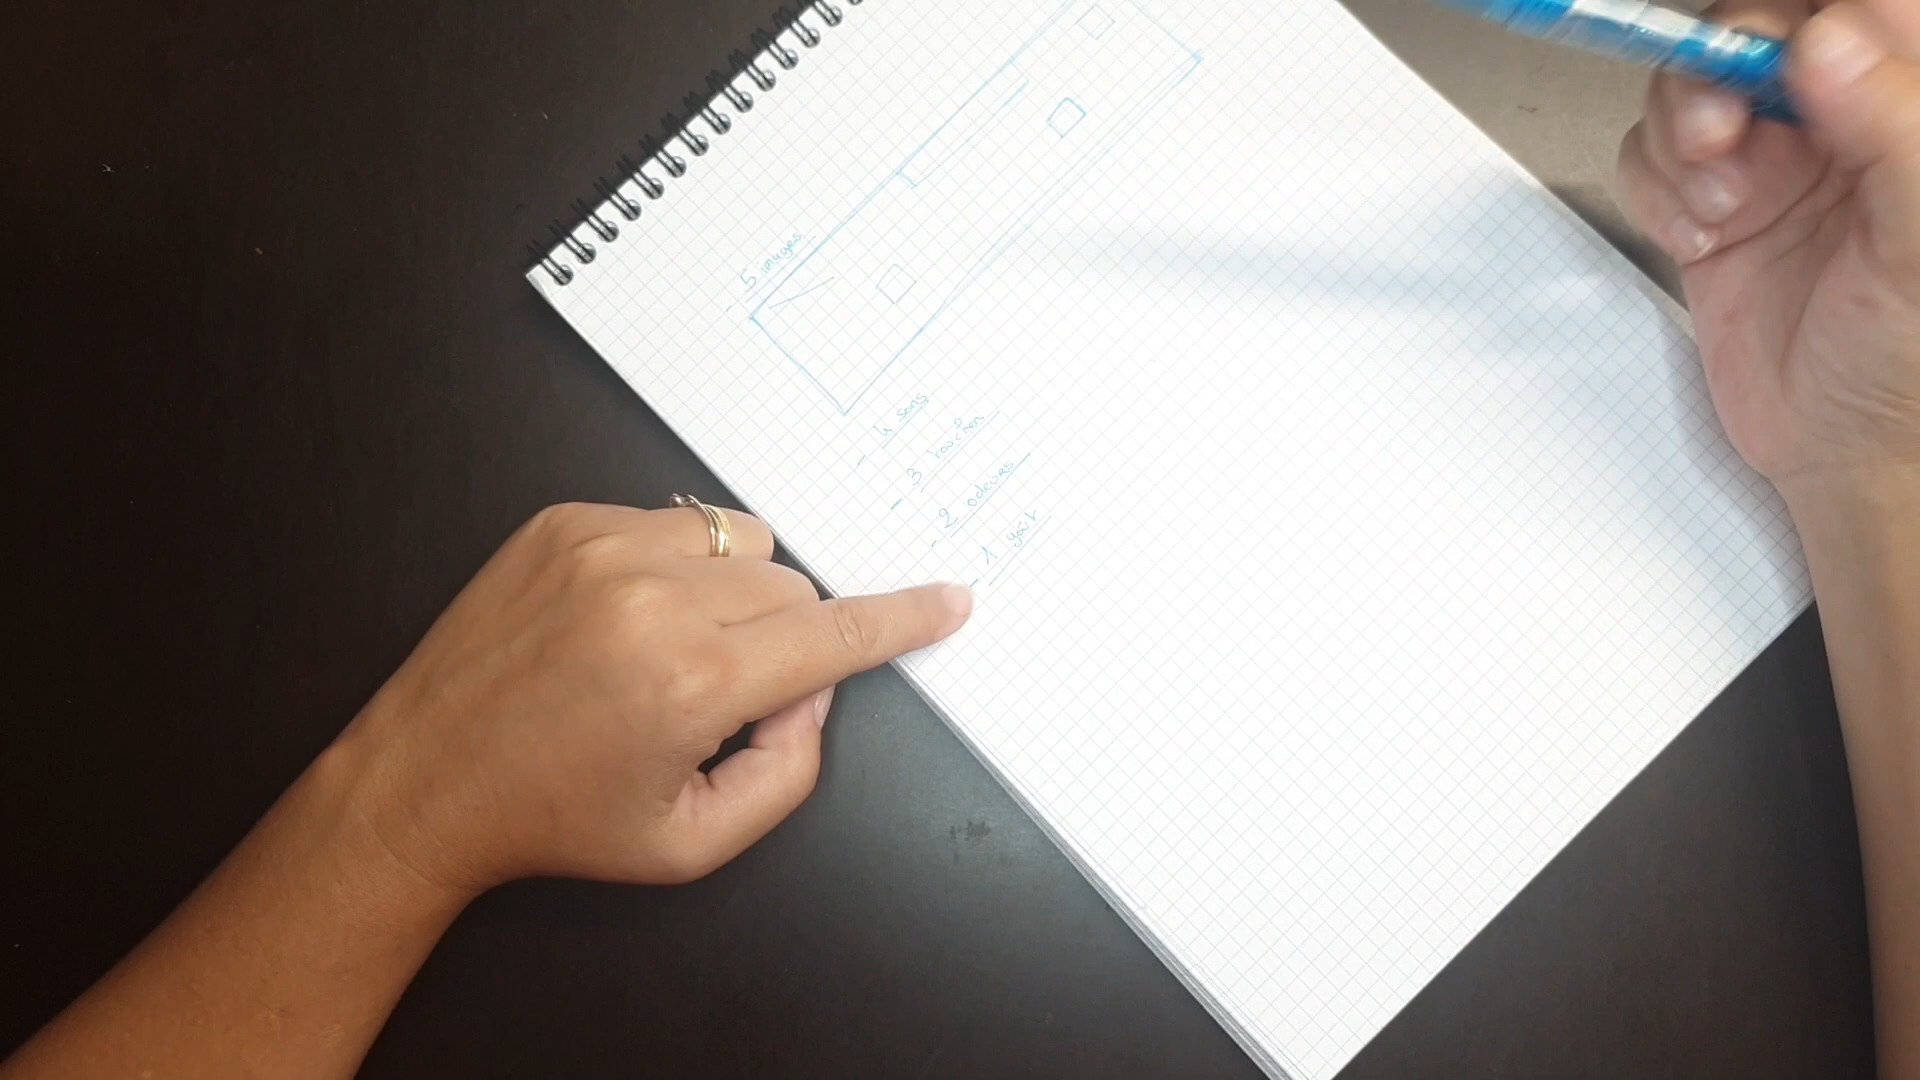 5 images
- 4 sons
- 3 toucher
- 2 odeurs
- 1 goût